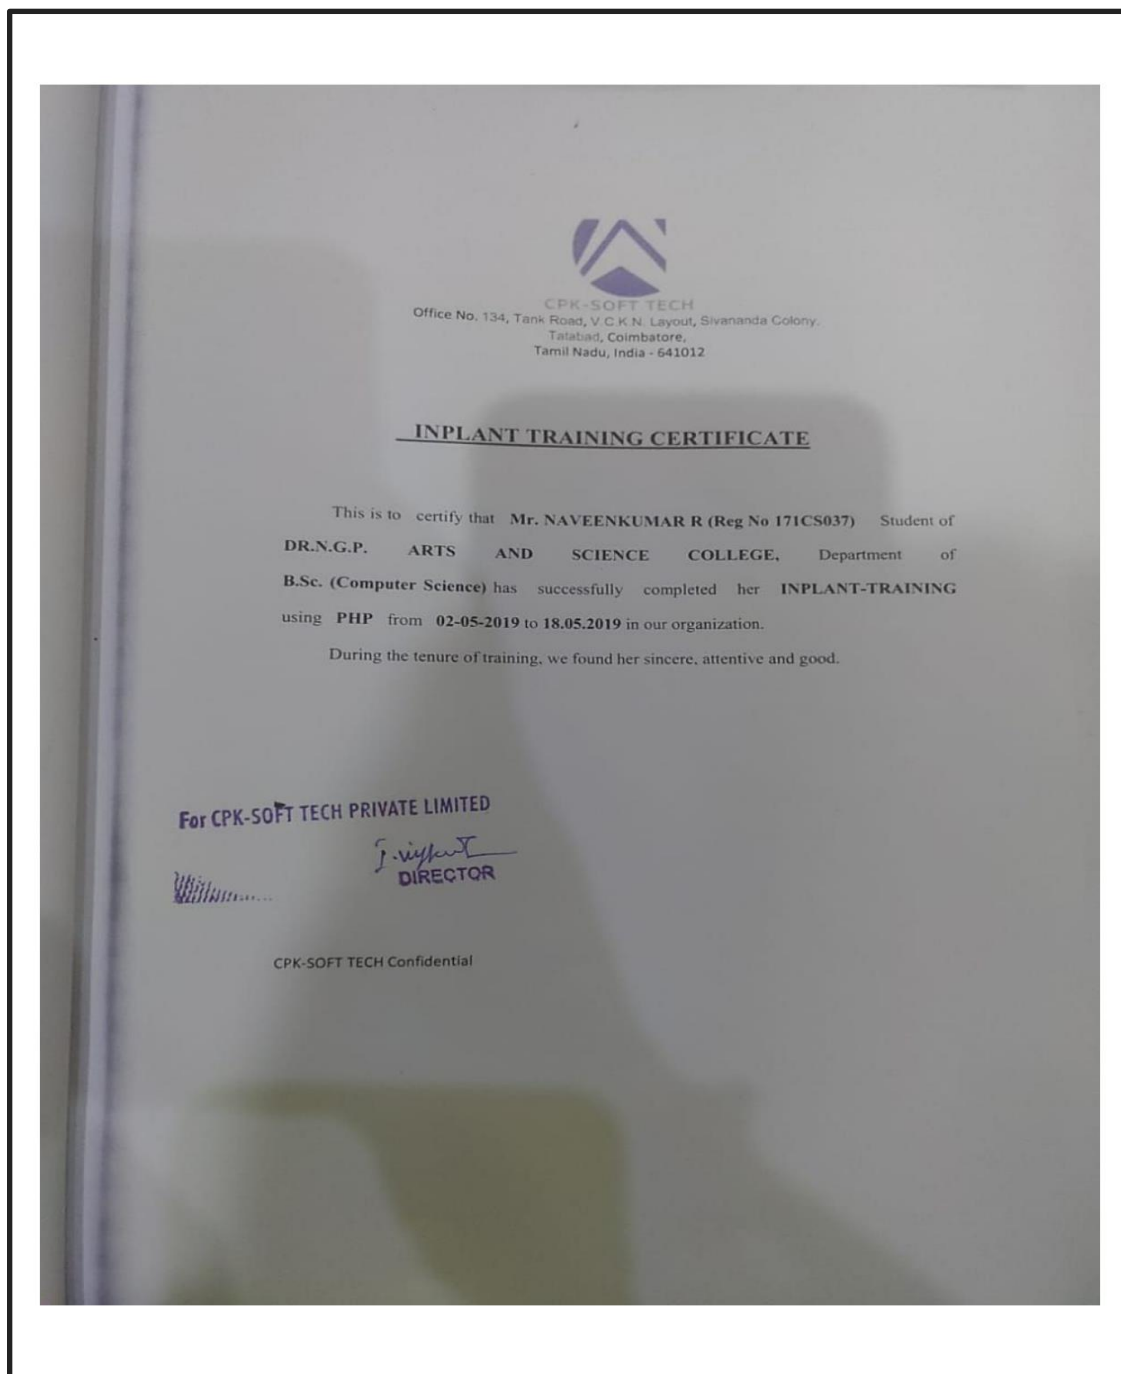 CPK-SOFT TECH
Office No. 134, Tank Road, V.C.K.N. Layout, Sivananda Colony.
Tatabad, Coimbatore,
Tamil Nadu, India - 641012
INPLANT TRAINING CERTIFICATE
This is to certify that Mr. NAVEENKUMAR R (Reg No 171CS037) Student of
DR.N.G.P. ARTS AND SCIENCE COLLEGE, Department of
B.Sc. (Computer Science) has successfully completed her INPLANT-TRAINING
using PHP from 02-05-2019 to 18.05.2019 in our organization.
During the tenure of training, we found her sincere, attentive and good.
For CPK-SOFT TECH PRIVATE LIMITED
DIRECTOR
CPK-SOFT TECH Confidential